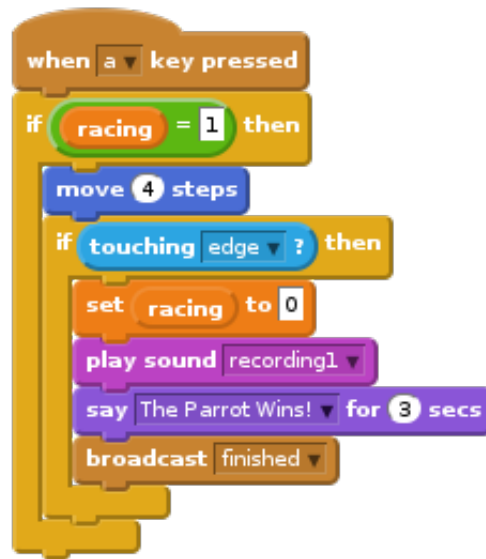 when a key pressed
if racing = 1 then
move 4 steps
if touching edge ? then
set racing to 0
play sound recording1
say The Parrot Wins! for 3 secs
broadcast finished